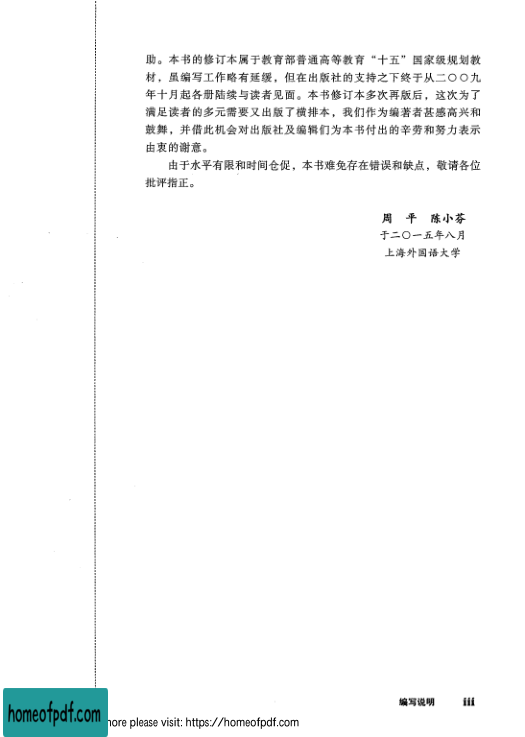 助。本书的修订本属于教育部普通高等教育“十五”国家级规划教
材，虽编写工作略有延缓，但在出版社的支持之下终于从二〇〇九
年十月起各册陆续与读者见面。本书修订本多次再版后，这次为了
满足读者的多元需要又出版了横排本，我们作为编著者甚感高兴和
鼓舞，并借此机会对出版社及编辑们为本书付出的辛劳和努力表示
由衷的谢意。
由于水平有限和时间仓促，本书难免存在错误和缺点，敬请各位
批评指正。
周　平　陈小芬
于二〇一五年八月
上海外国语大学
编写说明　iii
homeofpdf.com
more please visit: https://homeofpdf.com